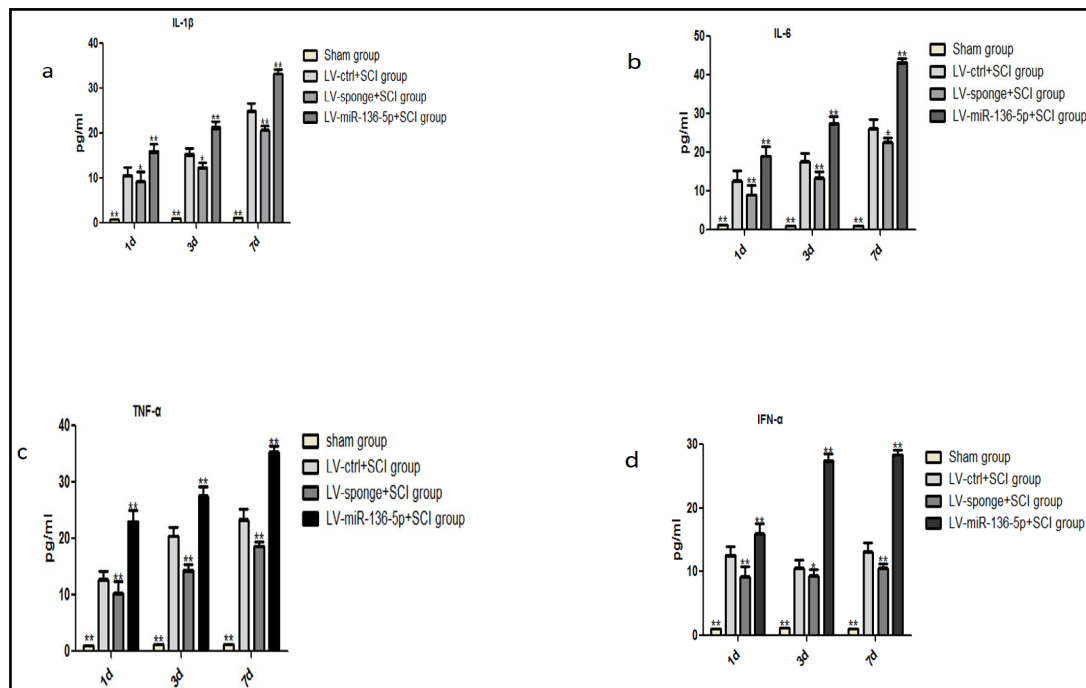 IL-1β
a
40
30
20
10
0
pg/ml
** * **
** * **
** ** **
1d 3d 7d
Sham group
LV-ctrl+SCI group
LV-sponge+SCI group
LV-miR-136-5p+SCI group
IL-6
b
50
40
30
20
10
0
pg/ml
** ** **
** ** **
** * **
1d 3d 7d
Sham group
LV-ctrl+SCI group
LV-sponge+SCI group
LV-miR-136-5p+SCI group
TNF-α
c
40
30
20
10
0
pg/ml
** ** **
** ** **
** ** **
1d 3d 7d
sham group
LV-ctrl+SCI group
LV-sponge+SCI group
LV-miR-136-5p+SCI group
IFN-α
d
30
20
10
0
pg/ml
** ** **
** * **
** ** **
1d 3d 7d
Sham group
LV-ctrl+SCI group
LV-sponge+SCI group
LV-miR-136-5p+SCI group